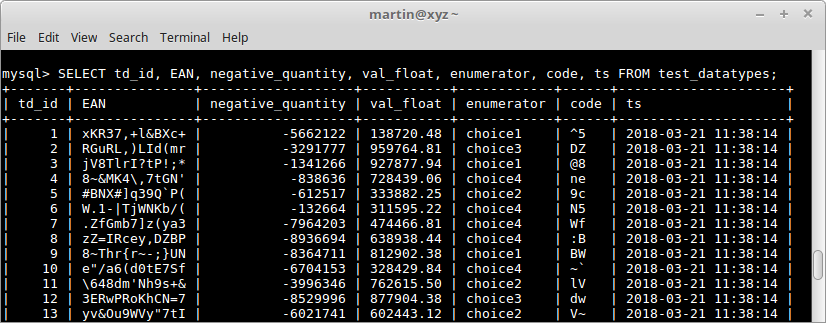 martin@xyz ~
File Edit View Search Terminal Help
mysql> SELECT td_id, EAN, negative_quantity, val_float, enumerator, code, ts FROM test_datatypes;
+-------+---------------+-------------------+-----------+------------+------+---------------------+
| td_id | EAN           | negative_quantity | val_float | enumerator | code | ts                  |
+-------+---------------+-------------------+-----------+------------+------+---------------------+
|     1 | xKR37,+l&BXc+ |          -5662122 | 138720.48 | choice1    | ^5   | 2018-03-21 11:38:14 |
|     2 | RGuRL,)LId(mr |          -3291777 | 959764.81 | choice3    | DZ   | 2018-03-21 11:38:14 |
|     3 | jV8TlrI?tP!;* |          -1341266 | 927877.94 | choice1    | @8   | 2018-03-21 11:38:14 |
|     4 | 8~&MK4\,7tGN' |           -838636 | 728439.06 | choice4    | ne   | 2018-03-21 11:38:14 |
|     5 | #BNX#]q39Q`P( |           -612517 | 333882.25 | choice2    | 9c   | 2018-03-21 11:38:14 |
|     6 | W.1-|TjWNKb/( |           -132664 | 311595.22 | choice4    | N5   | 2018-03-21 11:38:14 |
|     7 | .ZfGmb7]z(ya3 |          -7964203 | 474466.81 | choice4    | Wf   | 2018-03-21 11:38:14 |
|     8 | zZ=IRcey,DZBP |          -8936694 | 638938.44 | choice4    | :B   | 2018-03-21 11:38:14 |
|     9 | 8~Thr{r~-;}UN |          -8364711 | 812902.38 | choice1    | BW   | 2018-03-21 11:38:14 |
|    10 | e"/a6(d0tE7Sf |          -6704153 | 328429.84 | choice4    | ~`   | 2018-03-21 11:38:14 |
|    11 | \648dm'Nh9s+& |          -3996346 | 762615.50 | choice2    | lV   | 2018-03-21 11:38:14 |
|    12 | 3ERwPRoKhCN=7 |          -8529996 | 877904.38 | choice3    | dw   | 2018-03-21 11:38:14 |
|    13 | yv&Ou9WVy"7tI |          -6021741 | 602443.12 | choice2    | V~   | 2018-03-21 11:38:14 |